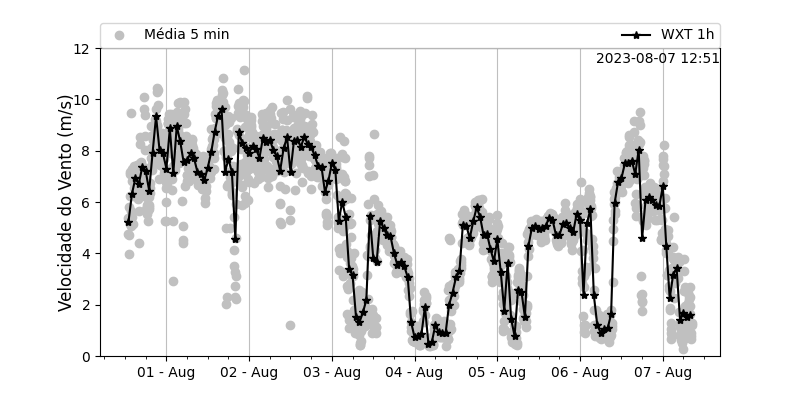 Média 5 min
WXT 1h
2023-08-07 12:51
Velocidade do Vento (m/s)
12
10
8
6
4
2
0
01 - Aug
02 - Aug
03 - Aug
04 - Aug
05 - Aug
06 - Aug
07 - Aug